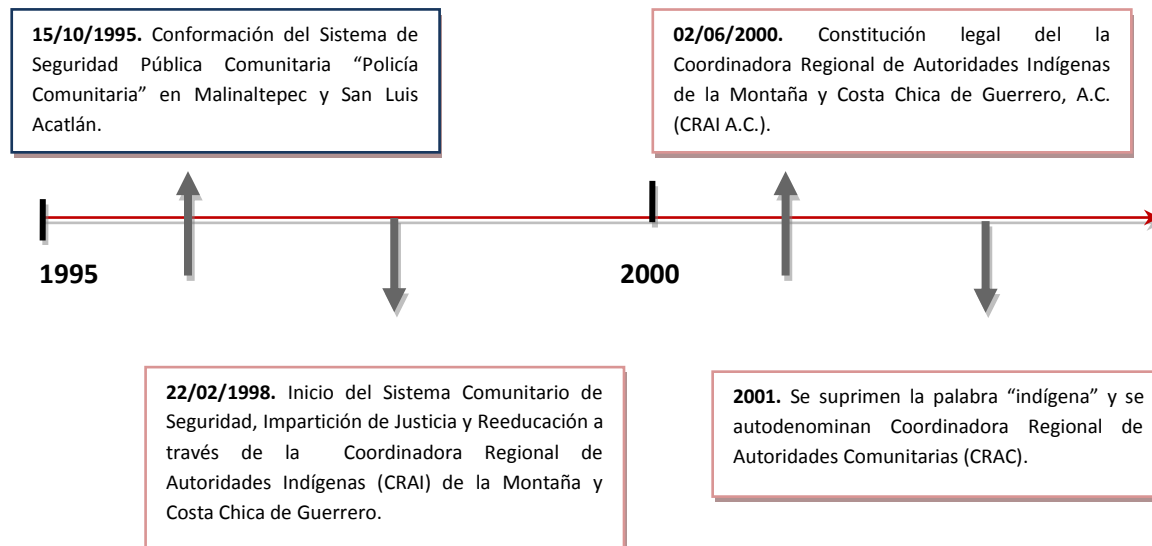 15/10/1995. Conformación del Sistema de
Seguridad Pública Comunitaria “Policía
Comunitaria” en Malinaltepec y San Luis
Acatlán.
02/06/2000. Constitución legal del la
Coordinadora Regional de Autoridades Indígenas
de la Montaña y Costa Chica de Guerrero, A.C.
(CRAI A.C.).
1995
2000
22/02/1998. Inicio del Sistema Comunitario de
Seguridad, Impartición de Justicia y Reeducación a
través de la Coordinadora Regional de
Autoridades Indígenas (CRAI) de la Montaña y
Costa Chica de Guerrero.
2001. Se suprimen la palabra “indígena” y se
autodenominan Coordinadora Regional de
Autoridades Comunitarias (CRAC).